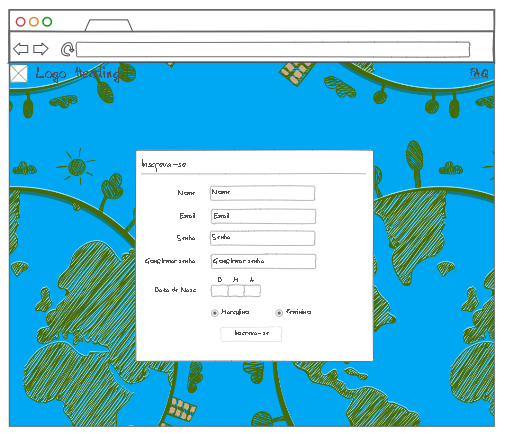 Logo Heading
FAQ
Inscreva-se
Nome Nome
Email Email
Senha Senha
Confirmar senha Confirmar senha
D M A
Data de Nasc
Masculino Feminino
Inscreva-se